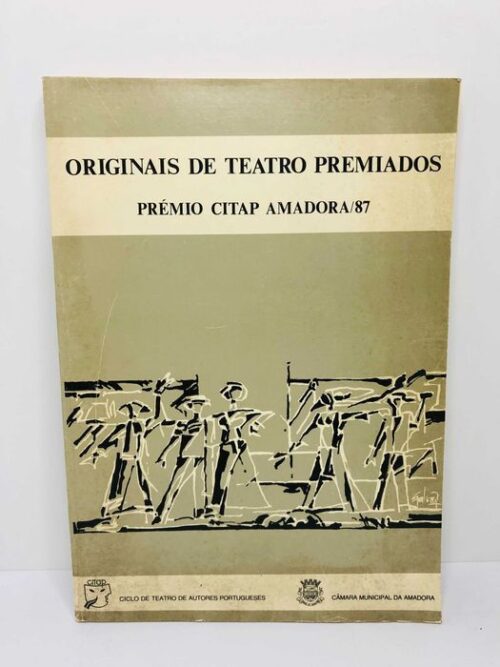 ORIGINAIS DE TEATRO PREMIADOS
PRÉMIO CITAP AMADORA/87
citap
CICLO DE TEATRO DE AUTORES PORTUGUESES
CÂMARA MUNICIPAL DA AMADORA